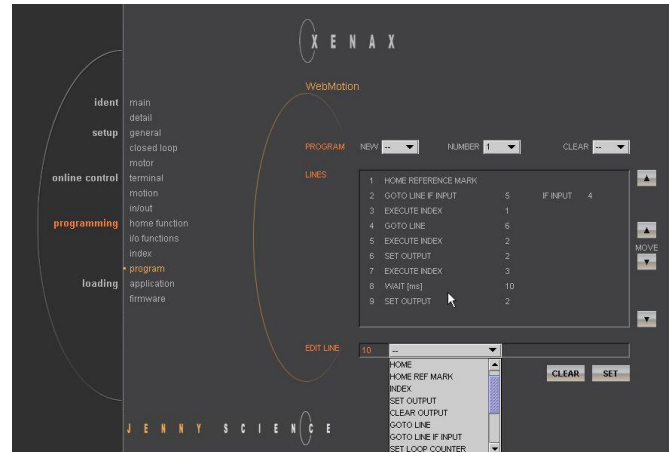 XENAX
WebMotion
ident main
detail
setup general
closed loop
motor
online control terminal
motion
in/out
programming home function
i/o functions
index
program
loading application
firmware
PROGRAM NEW -- NUMBER 1 CLEAR --
LINES
1 HOME REFERENCE MARK
2 GOTO LINE IF INPUT 5 IF INPUT 4
3 EXECUTE INDEX 1
4 GOTO LINE 6
5 EXECUTE INDEX 2
6 SET OUTPUT 2
7 EXECUTE INDEX 3
8 WAIT [ms] 10
9 SET OUTPUT 2
MOVE
EDIT LINE 10 --
HOME
HOME REF MARK
INDEX
SET OUTPUT
CLEAR OUTPUT
GOTO LINE
GOTO LINE IF INPUT
SET LOOP COUNTER
CLEAR SET
JENNY SCIENCE